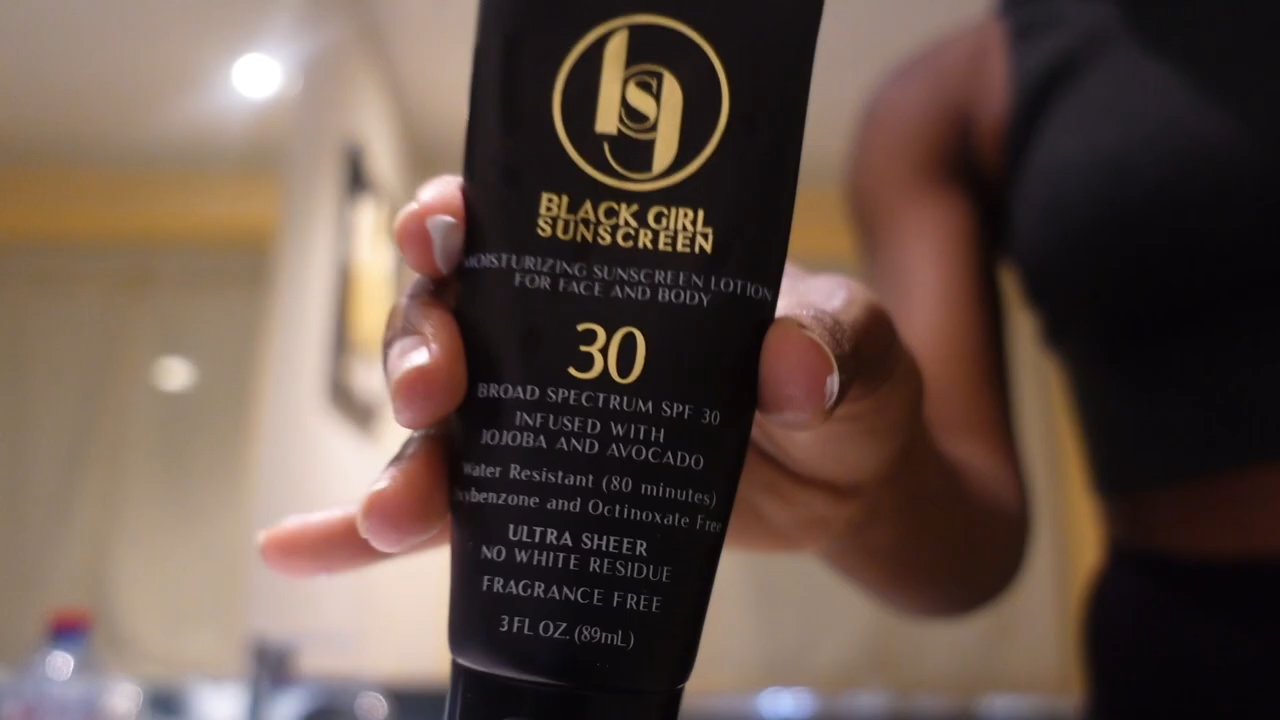 bsg
BLACK GIRL
SUNSCREEN
MOISTURIZING SUNSCREEN LOTION
FOR FACE AND BODY
30
BROAD SPECTRUM SPF 30
INFUSED WITH
JOJOBA AND AVOCADO
Water Resistant (80 minutes)
Oxybenzone and Octinoxate Free
ULTRA SHEER
NO WHITE RESIDUE
FRAGRANCE FREE
3 FL OZ. (89mL)